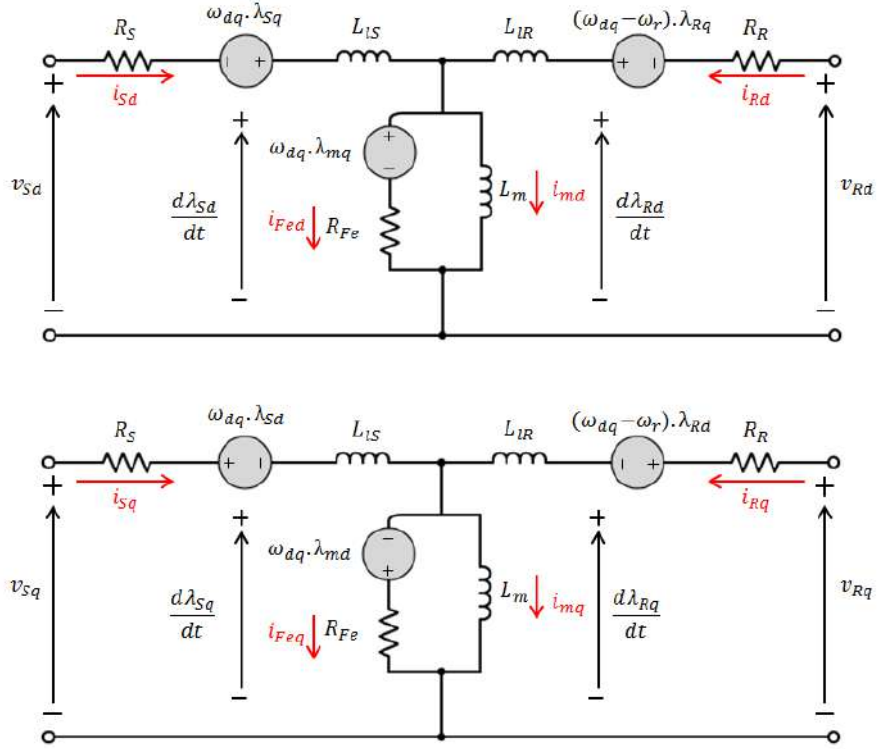 ω_dq.λ_Sq
(ω_dq−ω_r).λ_Rq
R_S
L_lS
L_lR
R_R
− +
+ −
i_Sd
i_Rd
+
+
+
+
+
ω_dq.λ_mq
−
v_Sd
dλ_Sd
dt
i_Fed
R_Fe
L_m
i_md
dλ_Rd
dt
v_Rd
−
−
−
−
ω_dq.λ_Sd
(ω_dq−ω_r).λ_Rd
R_S
L_lS
L_lR
R_R
+ −
− +
i_Sq
i_Rq
+
+
+
+
−
ω_dq.λ_md
+
v_Sq
dλ_Sq
dt
i_Feq
R_Fe
L_m
i_mq
dλ_Rq
dt
v_Rq
−
−
−
−